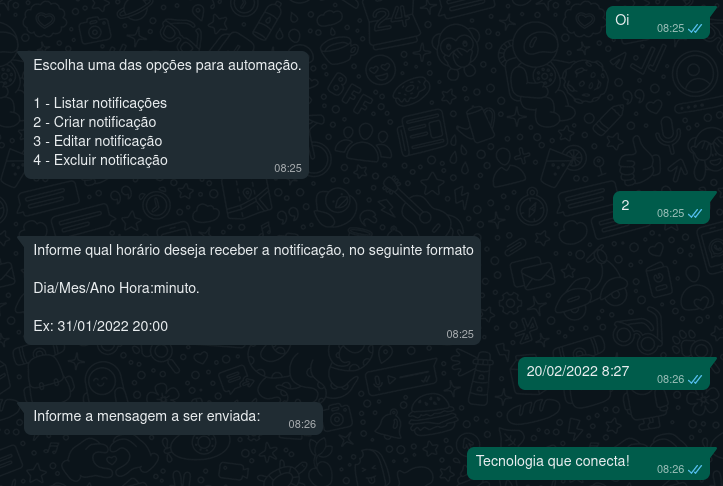 Oi
08:25
Escolha uma das opções para automação.
1 - Listar notificações
2 - Criar notificação
3 - Editar notificação
4 - Excluir notificação
08:25
2
08:25
Informe qual horário deseja receber a notificação, no seguinte formato
Dia/Mes/Ano Hora:minuto.
Ex: 31/01/2022 20:00
08:25
20/02/2022 8:27
08:26
Informe a mensagem a ser enviada:
08:26
Tecnologia que conecta!
08:26